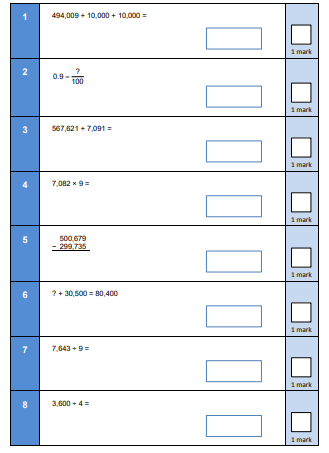 1
494,009 + 10,000 + 10,000 =
1 mark
2
0.9 = ?/100
1 mark
3
567,621 + 7,091 =
1 mark
4
7,082 × 9 =
1 mark
5
500,679
− 299,735
1 mark
6
? + 30,500 = 80,400
1 mark
7
7,643 ÷ 9 =
1 mark
8
3,600 ÷ 4 =
1 mark